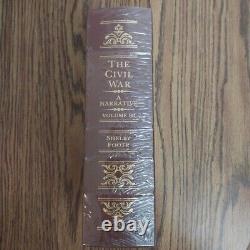 THE
CIVIL
WAR
A
NARRATIVE
VOLUME III
SHELBY
FOOTE